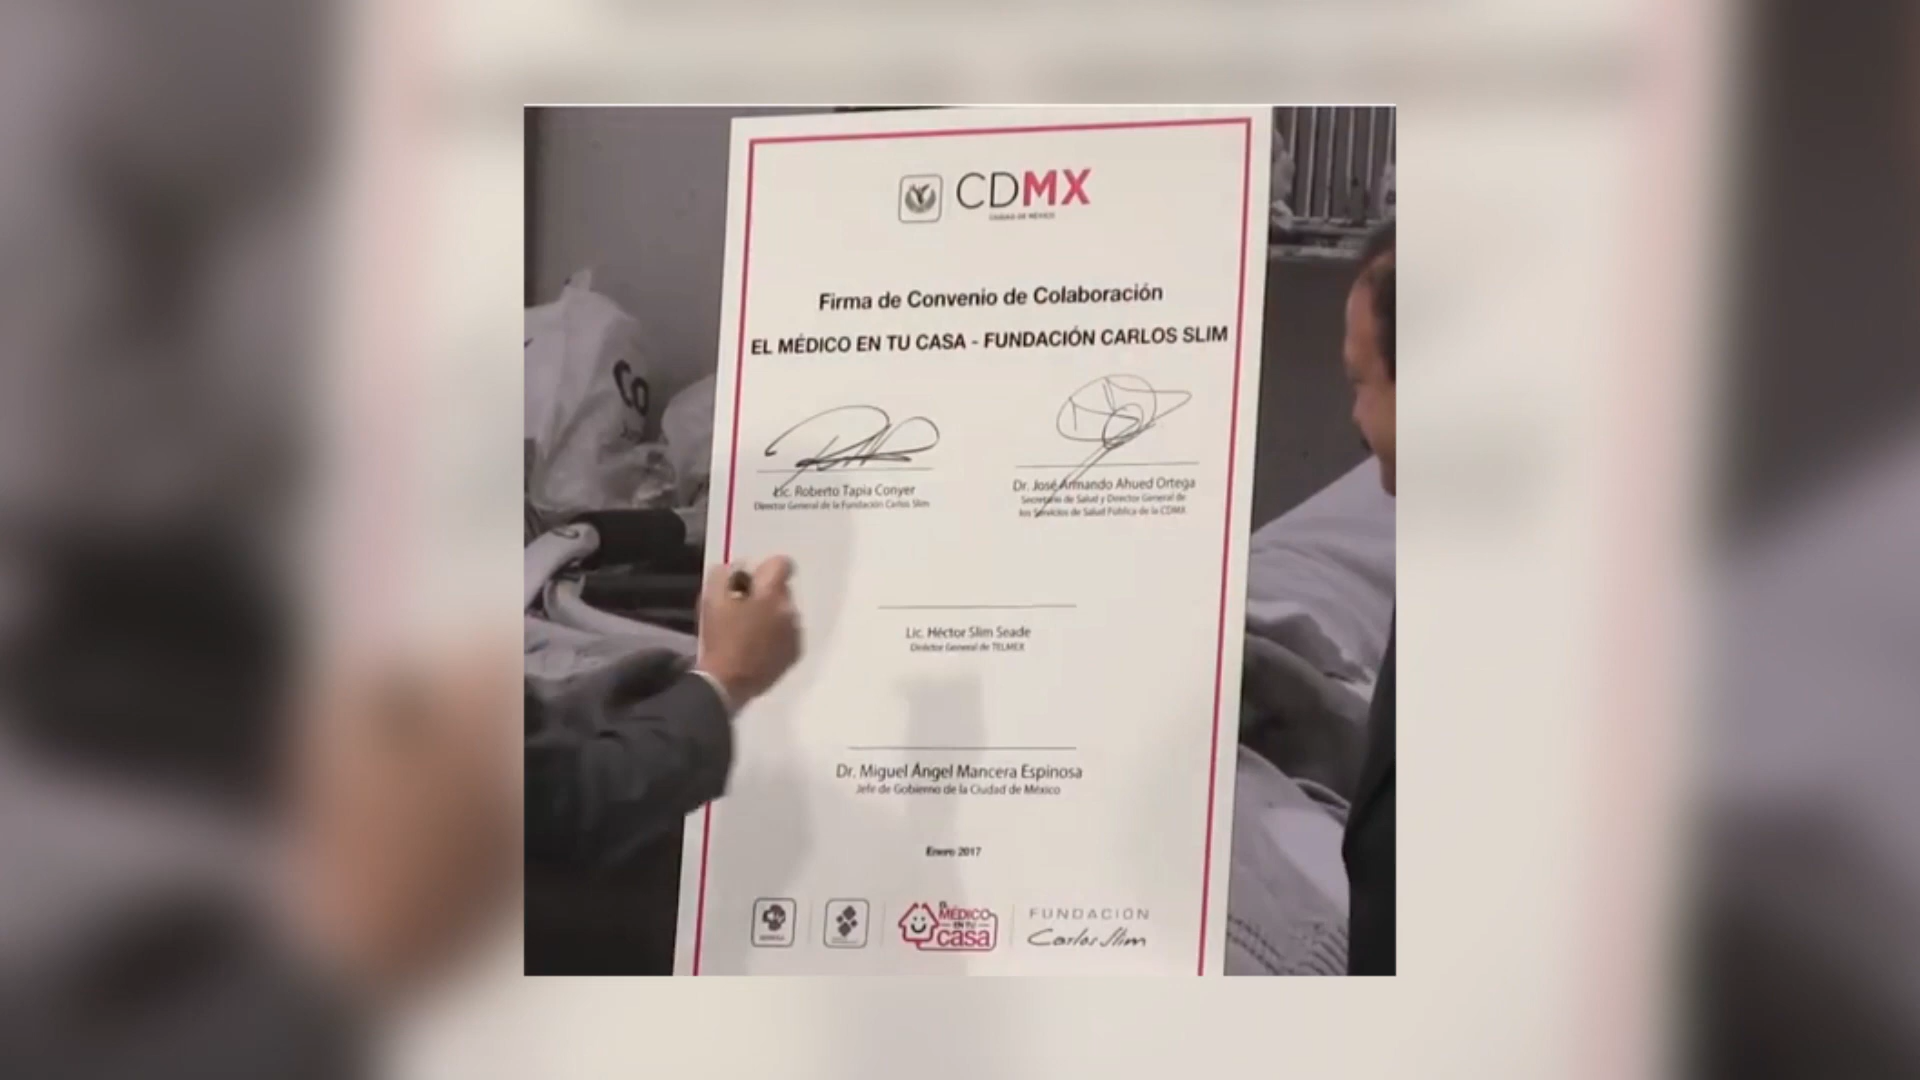 CDMX
CIUDAD DE MÉXICO
Firma de Convenio de Colaboración
EL MÉDICO EN TU CASA - FUNDACIÓN CARLOS SLIM
Co
Lic. Roberto Tapia Conyer
Director General de la Fundación Carlos Slim
Dr. José Armando Ahued Ortega
Secretario de Salud y Director General de
los Servicios de Salud Pública de la CDMX
Lic. Héctor Slim Seade
Director General de TELMEX
Dr. Miguel Ángel Mancera Espinosa
Jefe de Gobierno de la Ciudad de México
Enero 2017
EL
MÉDICO
EN TU
casa
FUNDACIÓN
Carlos Slim